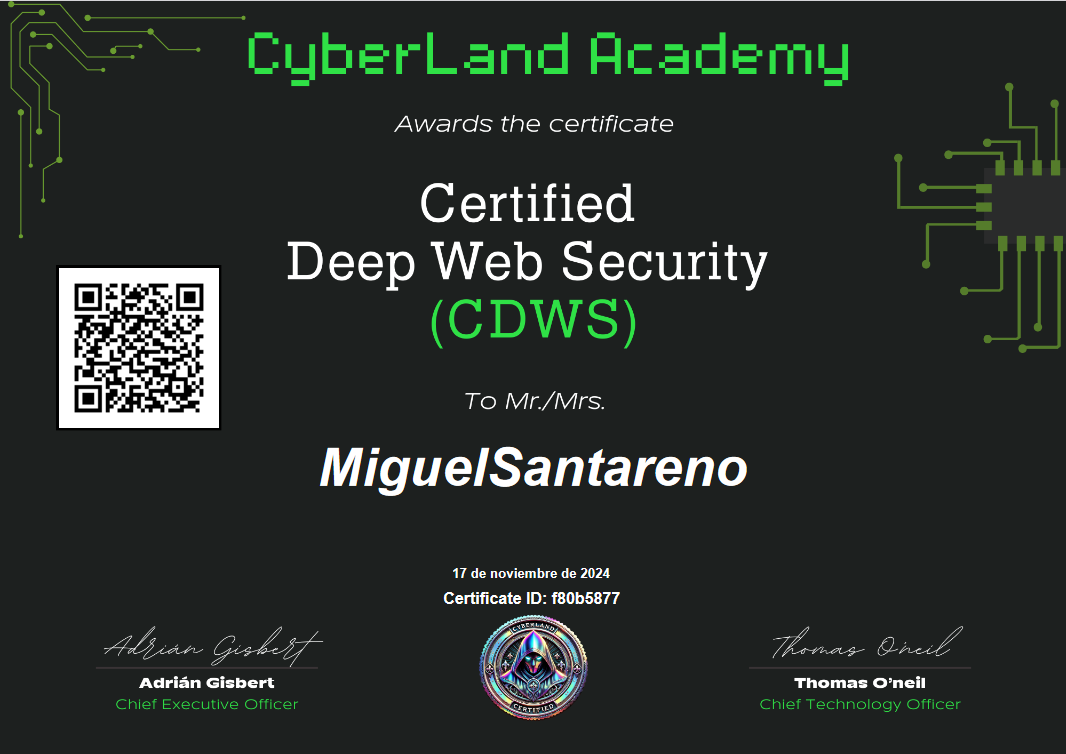 CyberLand Academy
Awards the certificate
Certified
Deep Web Security
(CDWS)
To Mr./Mrs.
MiguelSantareno
17 de noviembre de 2024
Certificate ID: f80b5877
CYBERLAND
CERTIFIED
Adrián Gisbert
Adrián Gisbert
Chief Executive Officer
Thomas O'neil
Thomas O'neil
Chief Technology Officer